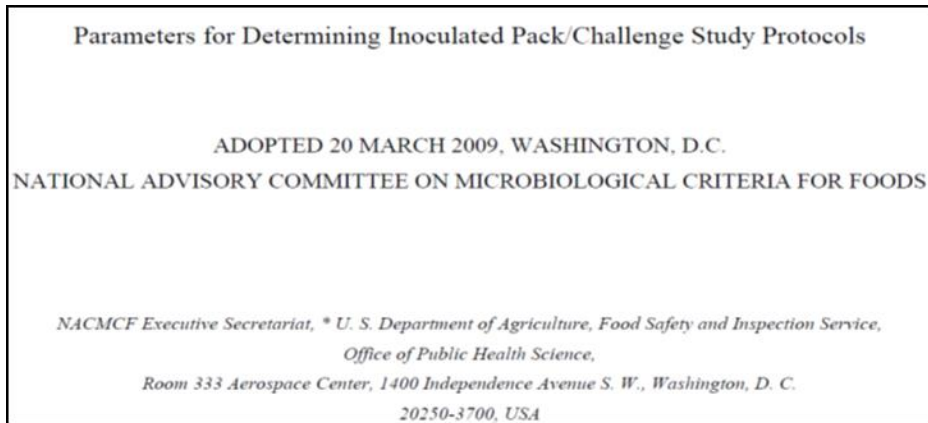 Parameters for Determining Inoculated Pack/Challenge Study Protocols
ADOPTED 20 MARCH 2009, WASHINGTON, D.C.
NATIONAL ADVISORY COMMITTEE ON MICROBIOLOGICAL CRITERIA FOR FOODS
NACMCF Executive Secretariat, * U. S. Department of Agriculture, Food Safety and Inspection Service,
Office of Public Health Science,
Room 333 Aerospace Center, 1400 Independence Avenue S. W., Washington, D. C.
20250-3700, USA